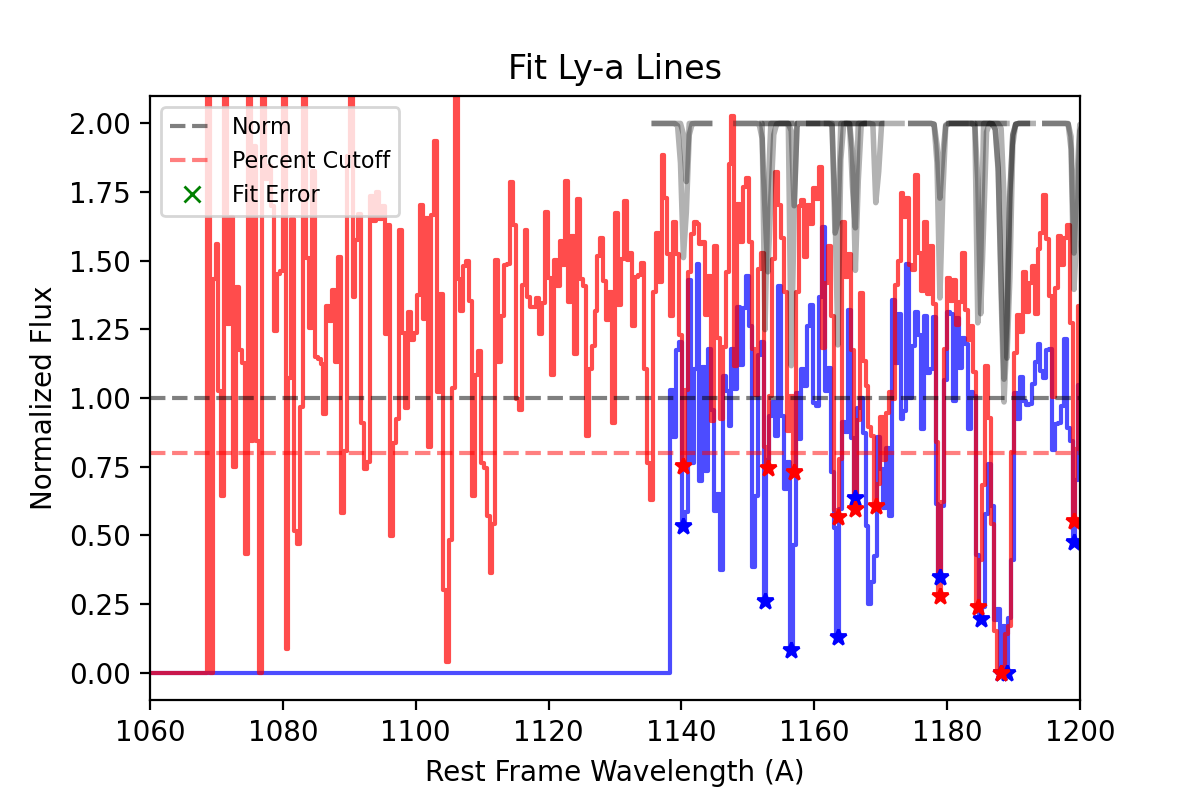 Fit Ly-a Lines
2.00
1.75
1.50
1.25
1.00
0.75
0.50
0.25
0.00
Normalized Flux
Norm
Percent Cutoff
Fit Error
1060 1080 1100 1120 1140 1160 1180 1200
Rest Frame Wavelength (A)